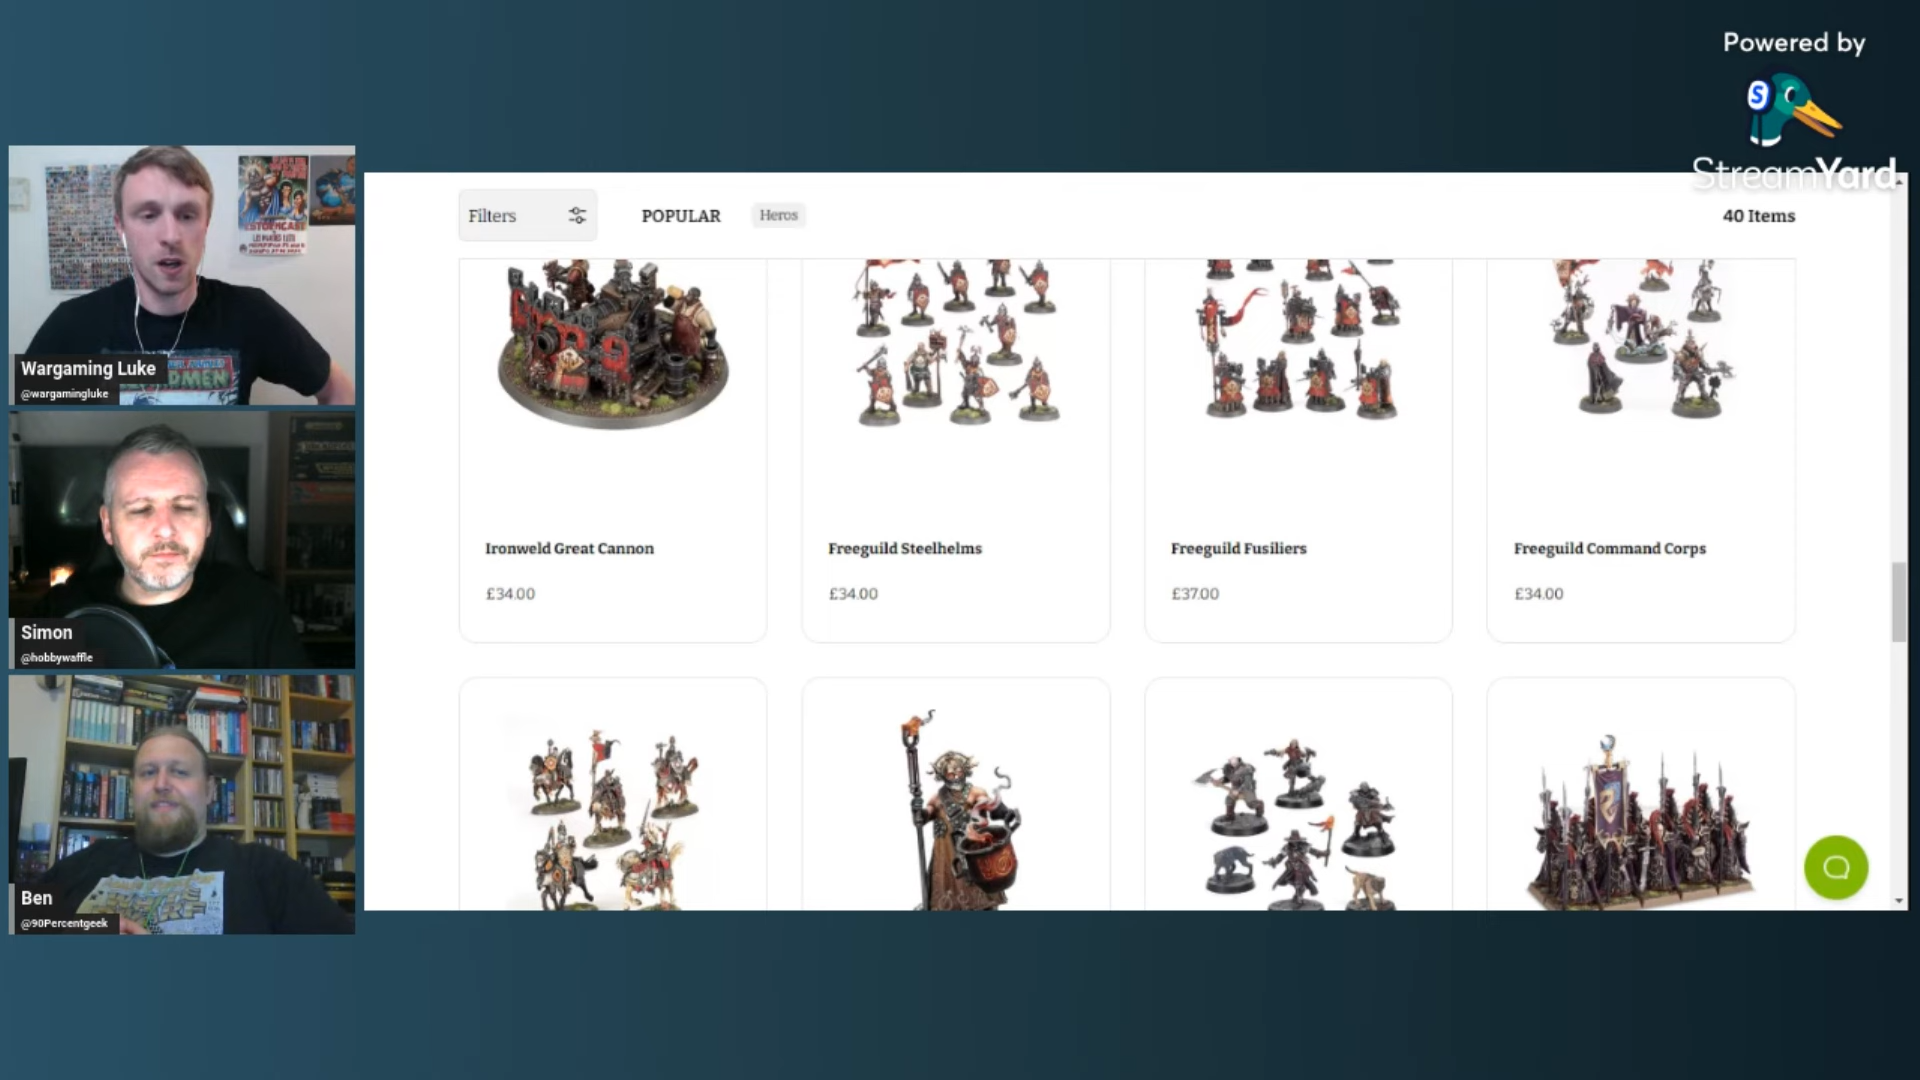 Powered by
StreamYard
S
Filters
POPULAR
Heros
40 Items
Ironweld Great Cannon
£34.00
Freeguild Steelhelms
£34.00
Freeguild Fusiliers
£37.00
Freeguild Command Corps
£34.00
Wargaming Luke
@wargamingluke
Simon
@hobbywaffle
Ben
@90Percentgeek